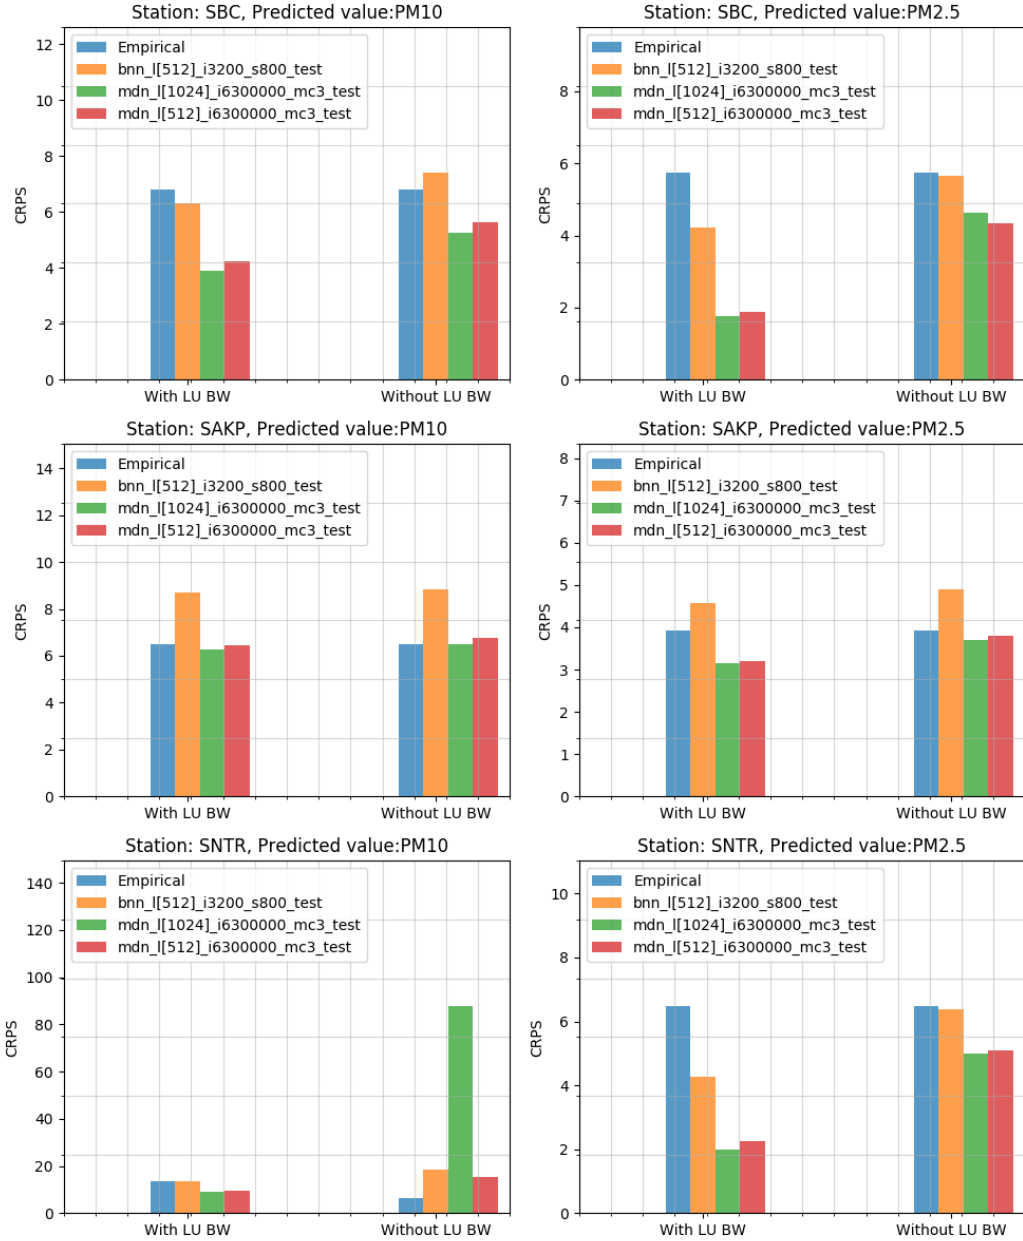 Station: SBC, Predicted value:PM10
Empirical
bnn_l[512]_i3200_s800_test
mdn_l[1024]_i6300000_mc3_test
mdn_l[512]_i6300000_mc3_test
12
10
8
6
4
2
0
CRPS
With LU BW
Without LU BW
Station: SBC, Predicted value:PM2.5
Empirical
bnn_l[512]_i3200_s800_test
mdn_l[1024]_i6300000_mc3_test
mdn_l[512]_i6300000_mc3_test
8
6
4
2
0
CRPS
With LU BW
Without LU BW
Station: SAKP, Predicted value:PM10
Empirical
bnn_l[512]_i3200_s800_test
mdn_l[1024]_i6300000_mc3_test
mdn_l[512]_i6300000_mc3_test
14
12
10
8
6
4
2
0
CRPS
With LU BW
Without LU BW
Station: SAKP, Predicted value:PM2.5
Empirical
bnn_l[512]_i3200_s800_test
mdn_l[1024]_i6300000_mc3_test
mdn_l[512]_i6300000_mc3_test
8
7
6
5
4
3
2
1
0
CRPS
With LU BW
Without LU BW
Station: SNTR, Predicted value:PM10
Empirical
bnn_l[512]_i3200_s800_test
mdn_l[1024]_i6300000_mc3_test
mdn_l[512]_i6300000_mc3_test
140
120
100
80
60
40
20
0
CRPS
With LU BW
Without LU BW
Station: SNTR, Predicted value:PM2.5
Empirical
bnn_l[512]_i3200_s800_test
mdn_l[1024]_i6300000_mc3_test
mdn_l[512]_i6300000_mc3_test
10
8
6
4
2
0
CRPS
With LU BW
Without LU BW